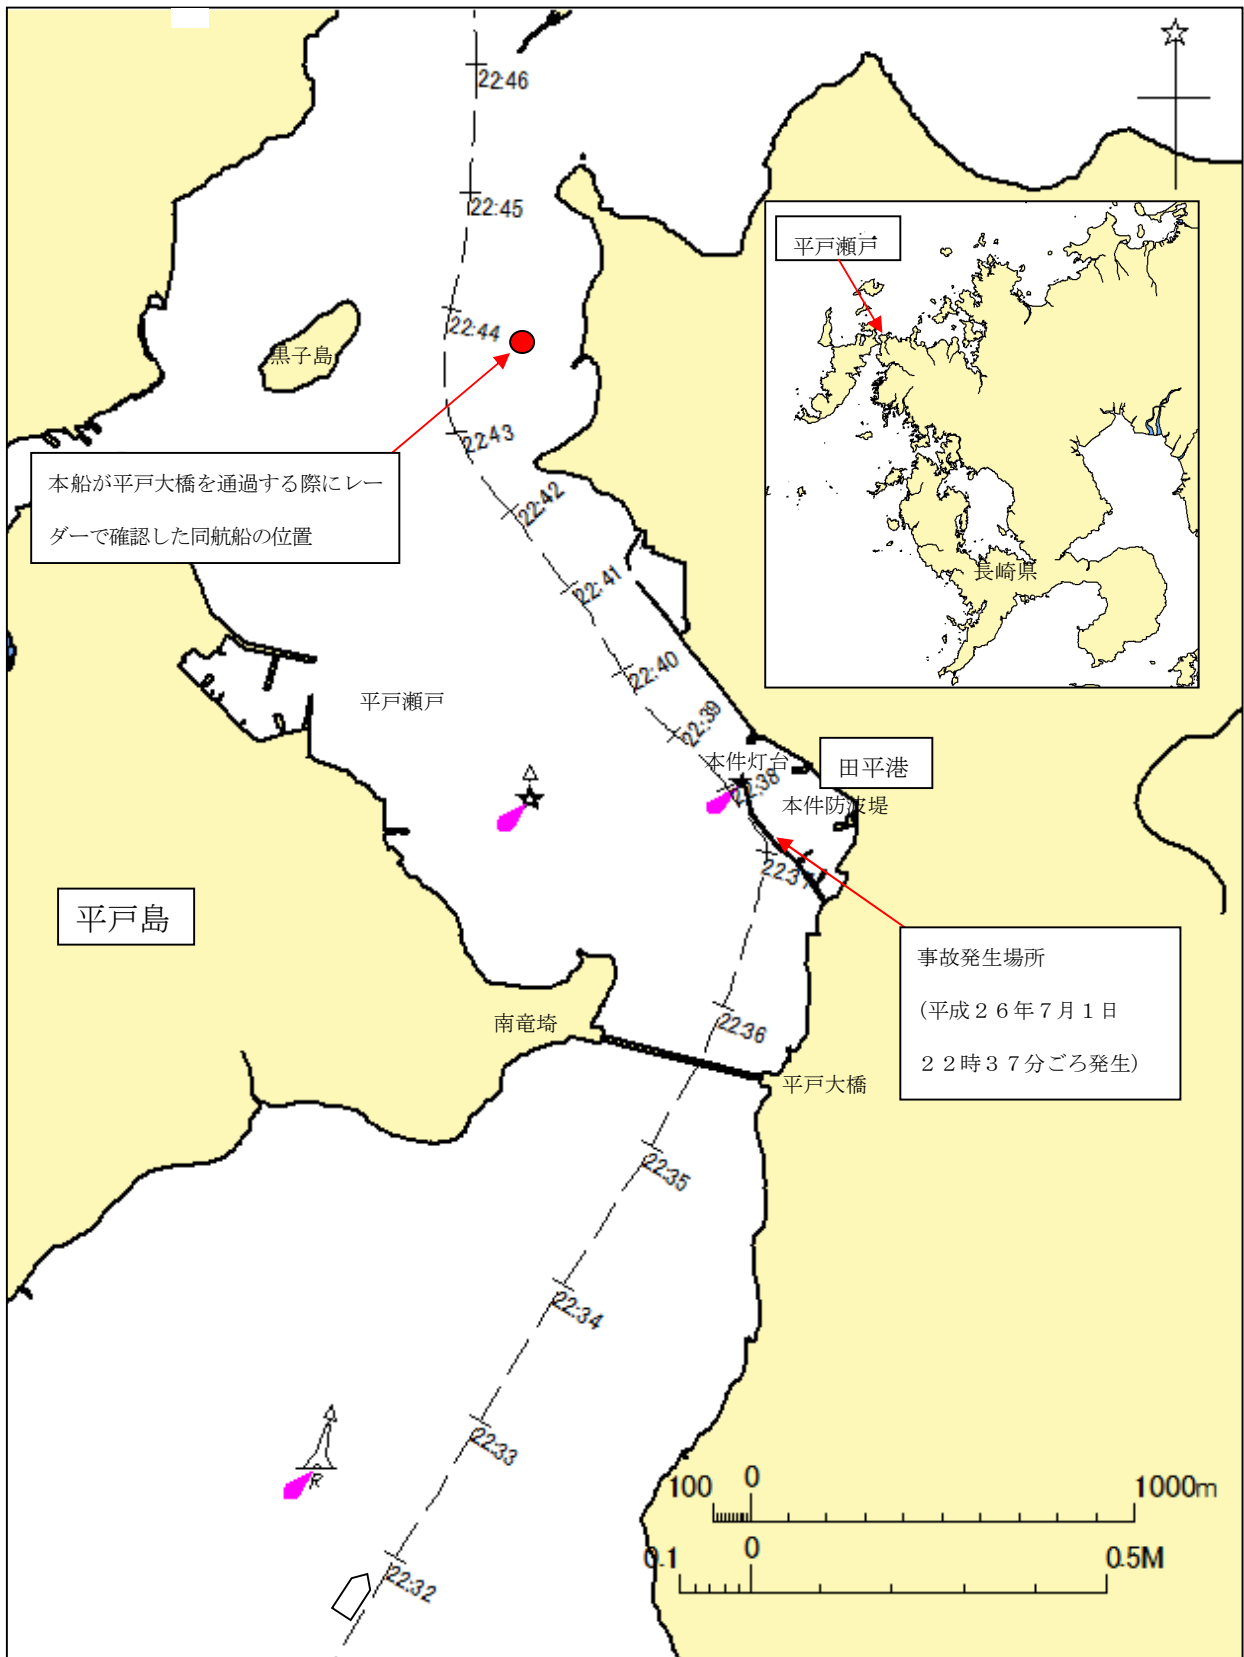 22:46
22:45
平戸瀬戸
22:44
黒子島
22:43
本船が平戸大橋を通過する際にレー
ダーで確認した同航船の位置
22:42
長崎県
22:41
22:40
平戸瀬戸
22:39
本件灯台
田平港
22:38
本件防波堤
22:37
平戸島
事故発生場所
(平成26年7月1日
22時37分ごろ発生)
南竜埼
22:36
平戸大橋
22:35
22:34
22:33
R
100 0 1000m
0.1 0 0.5M
22:32